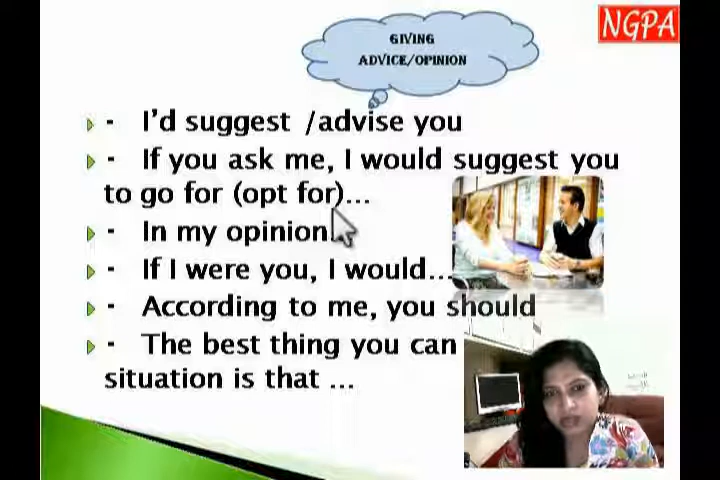 NGPA
GIVING
ADVICE/OPINION
- I'd suggest /advise you
- If you ask me, I would suggest you
to go for (opt for)...
- In my opinion.
- If I were you, I would...
- According to me, you should
- The best thing you can
situation is that ...